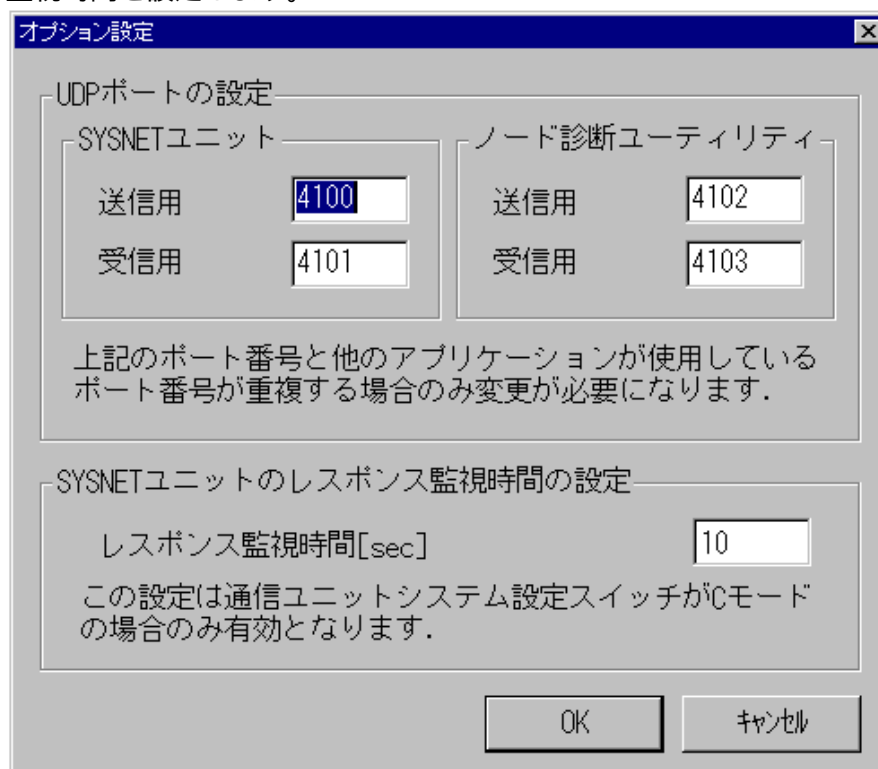 オプション設定
UDPポートの設定
SYSNETユニット
送信用 4100
受信用 4101
ノード診断ユーティリティ
送信用 4102
受信用 4103
上記のポート番号と他のアプリケーションが使用している
ポート番号が重複する場合のみ変更が必要になります.
SYSNETユニットのレスポンス監視時間の設定
レスポンス監視時間[sec] 10
この設定は通信ユニットシステム設定スイッチがCモード
の場合のみ有効となります.
OK ｷｬﾝｾﾙ